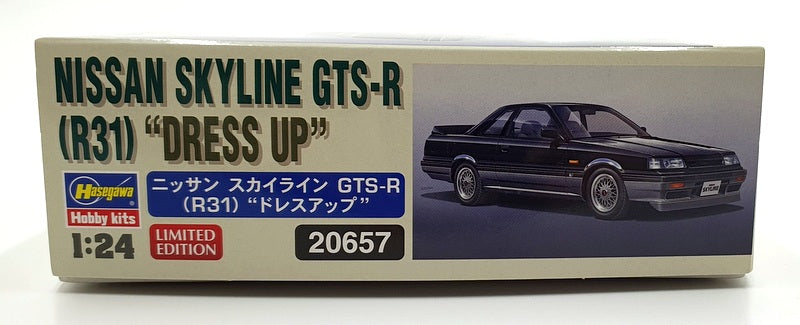 NISSAN SKYLINE GTS-R
(R31) “DRESS UP”
Hasegawa
Hobby kits
ニッサン スカイライン GTS-R
(R31) “ドレスアップ”
1:24
LIMITED
EDITION
20657
SKYLINE